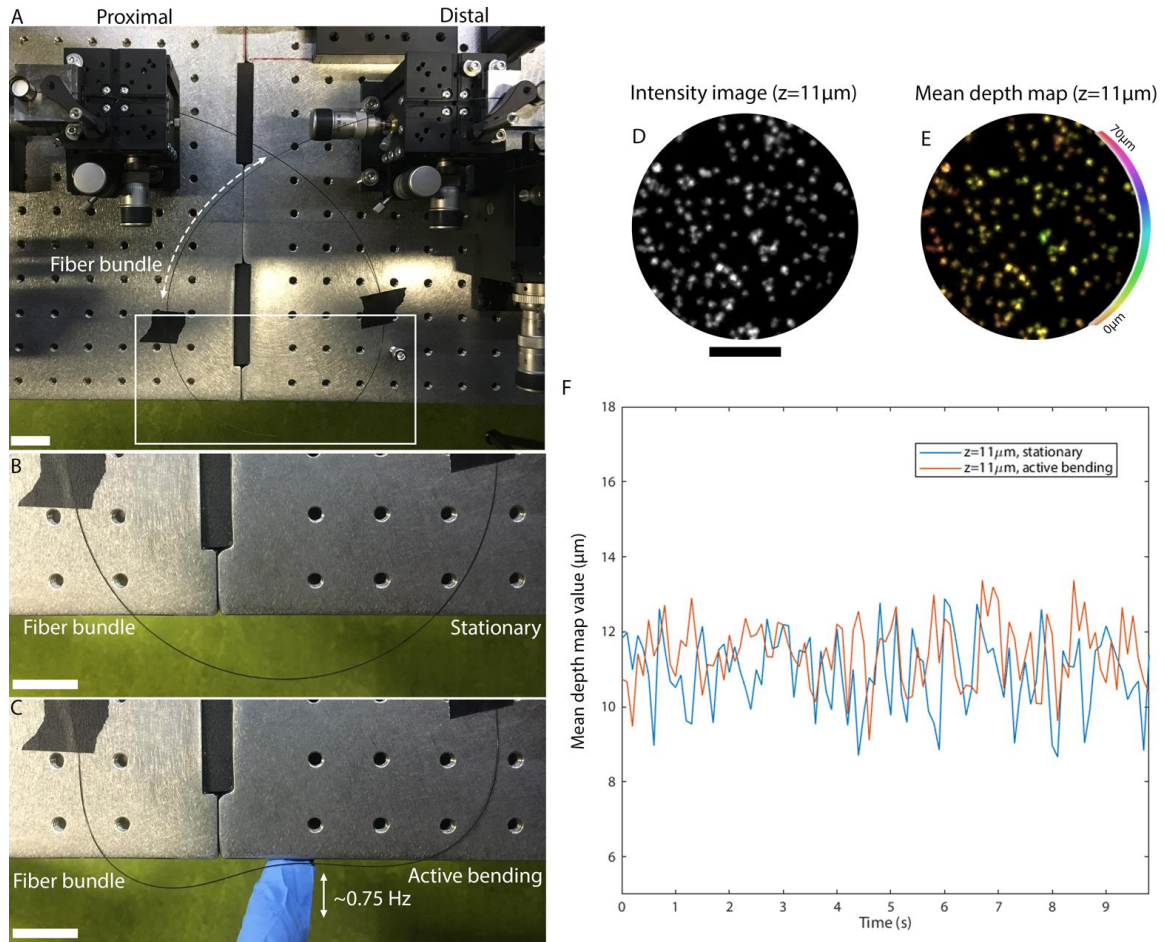 A
Proximal
Distal
Fiber bundle
B
Fiber bundle
Stationary
C
Fiber bundle
Active bending
~0.75 Hz
Intensity image (z=11µm)
D
Mean depth map (z=11µm)
E
70µm
0µm
F
z=11µm, stationary
z=11µm, active bending
18
16
14
12
10
8
6
Mean depth map value (µm)
0 1 2 3 4 5 6 7 8 9
Time (s)